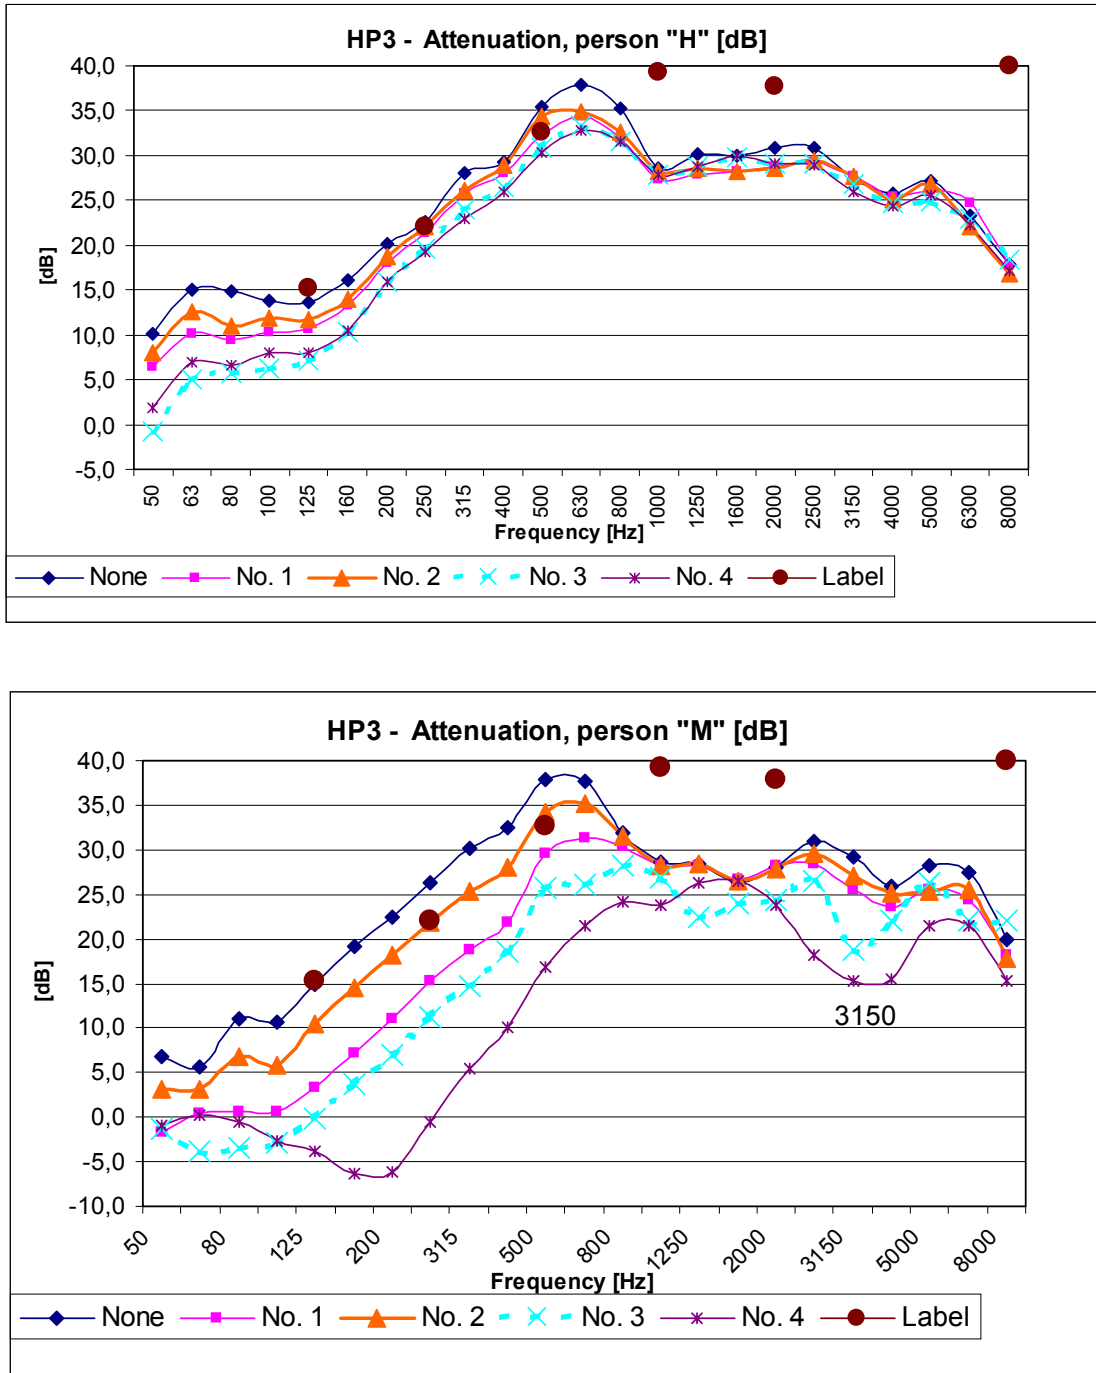 HP3 - Attenuation, person "H" [dB]
40,0
35,0
30,0
25,0
20,0
15,0
10,0
5,0
0,0
-5,0
[dB]
50 63 80 100 125 160 200 250 315 400 500 630 800 1000 1250 1600 2000 2500 3150 4000 5000 6300 8000
Frequency [Hz]
None No. 1 No. 2 No. 3 No. 4 Label
HP3 - Attenuation, person "M" [dB]
40,0
35,0
30,0
25,0
20,0
15,0
10,0
5,0
0,0
-5,0
-10,0
[dB]
3150
50 80 125 200 315 500 800 1250 2000 3150 5000 8000
Frequency [Hz]
None No. 1 No. 2 No. 3 No. 4 Label